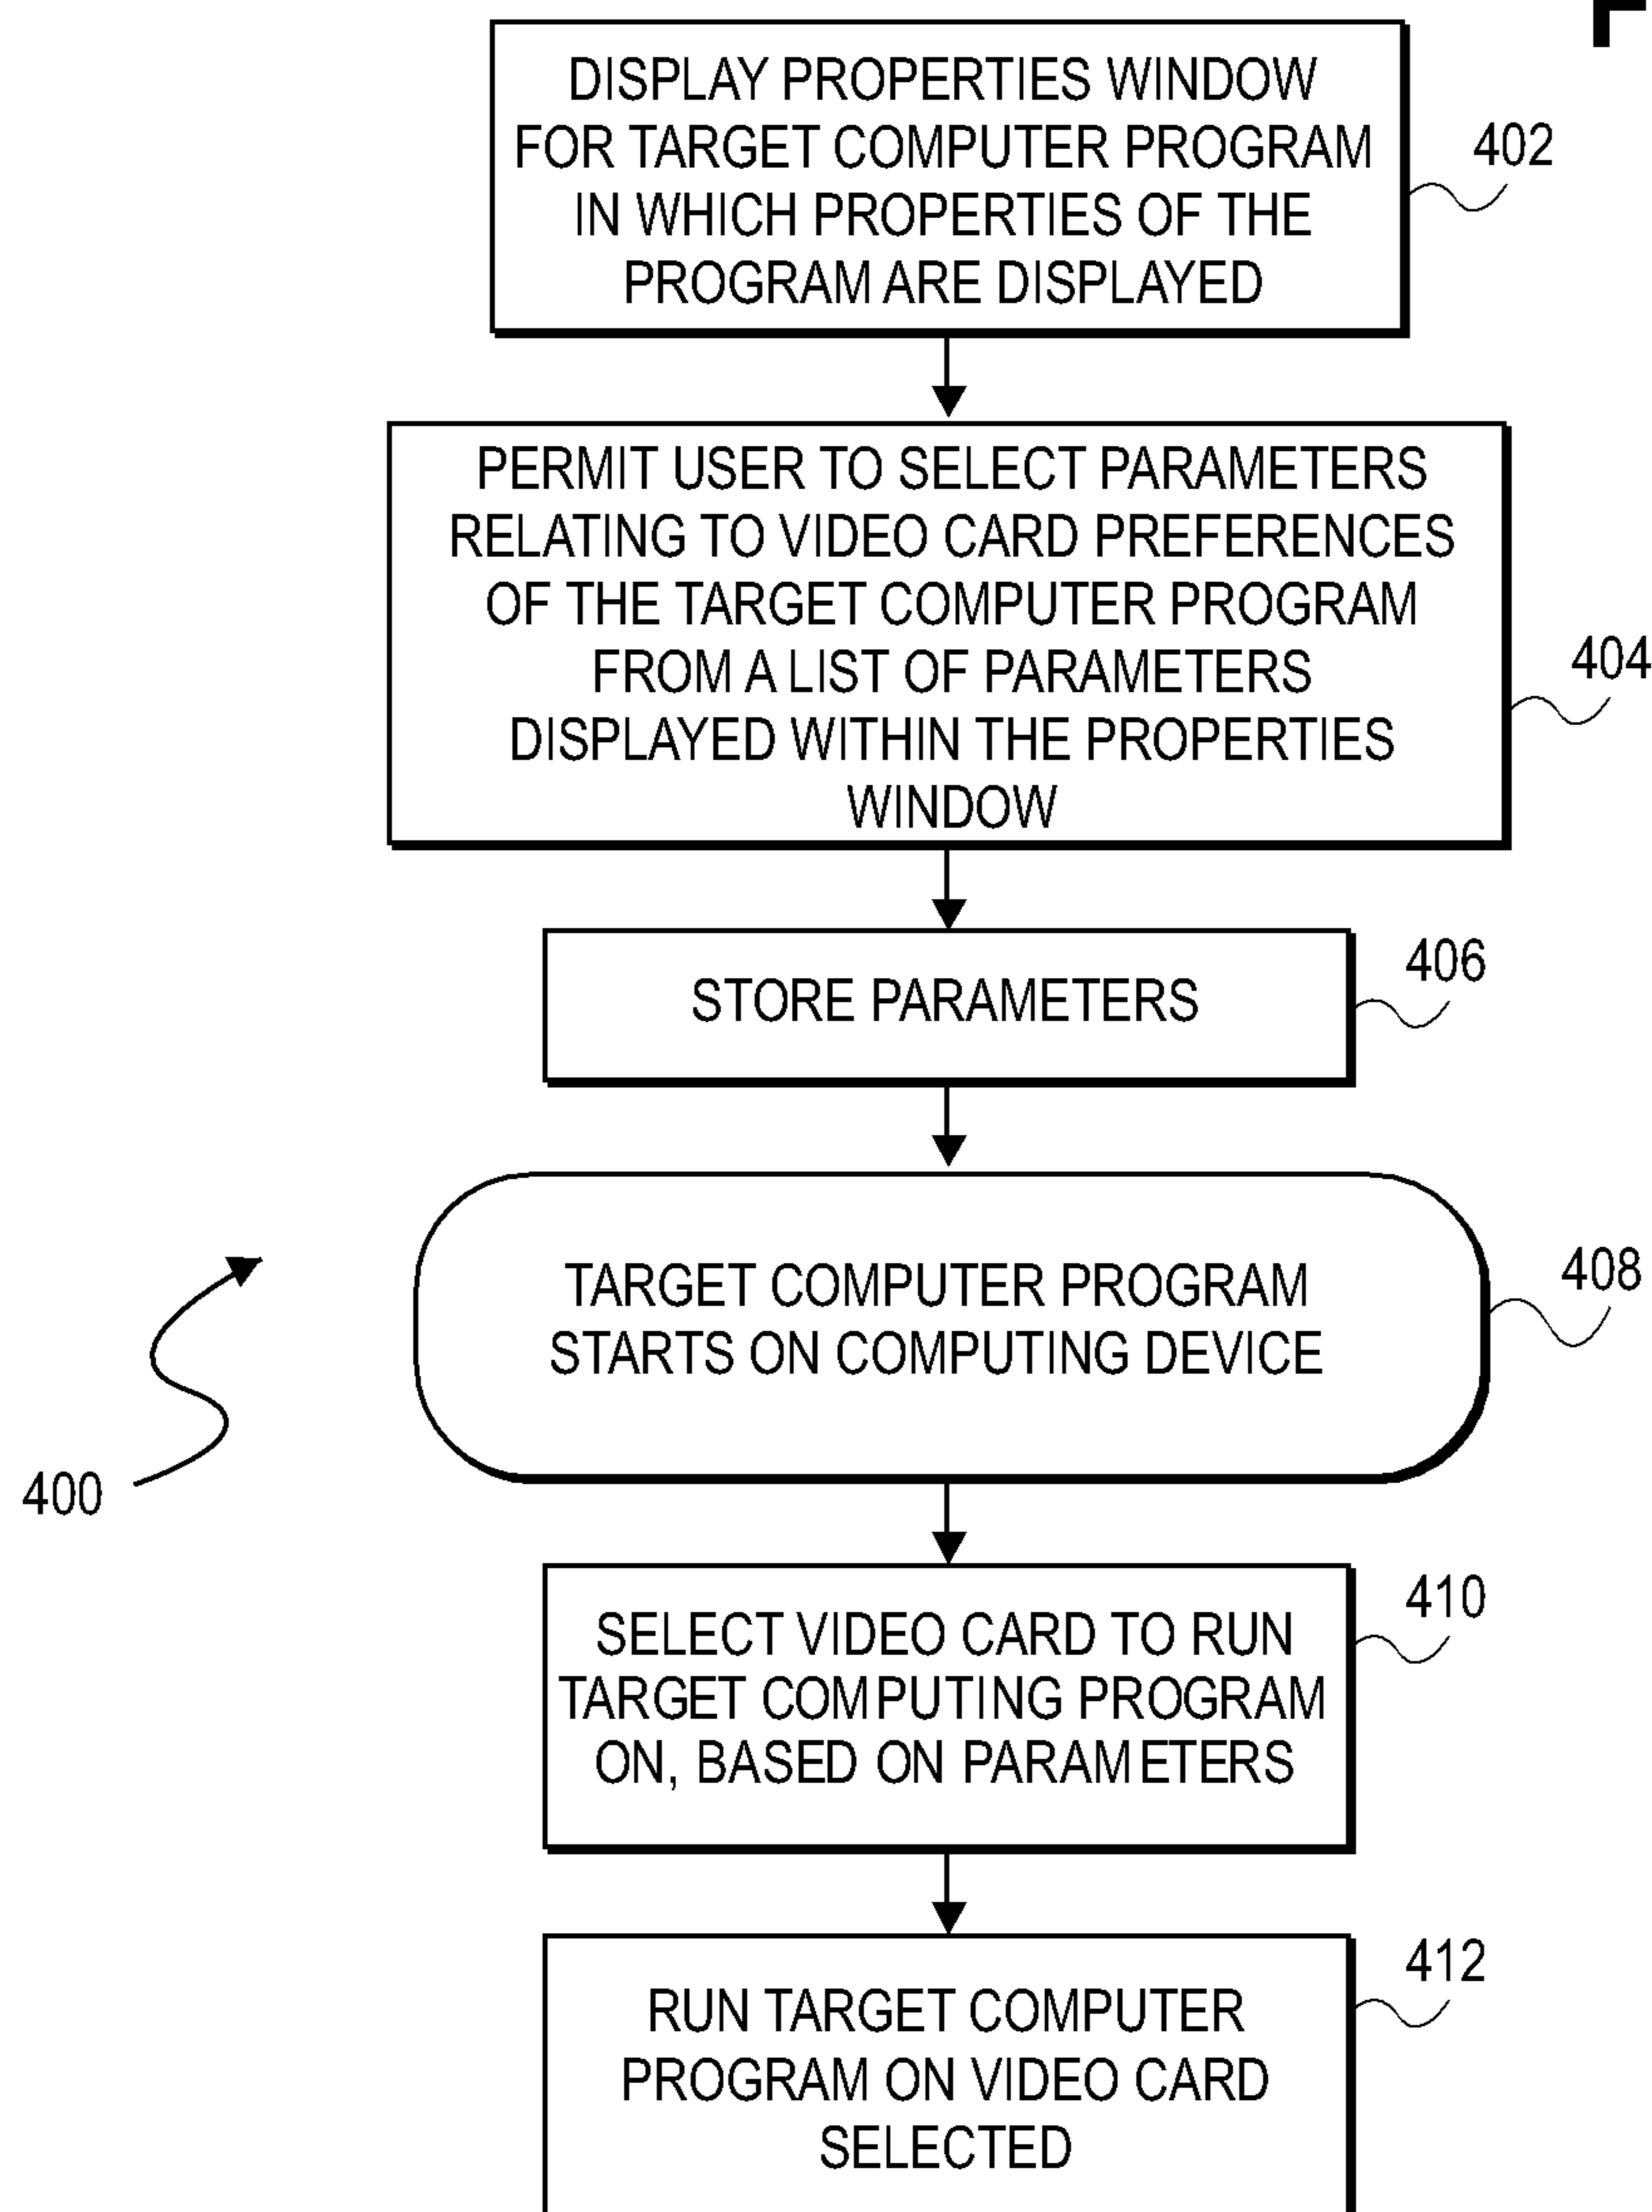 DISPLAY PROPERTIES WINDOW
FOR TARGET COMPUTER PROGRAM
IN WHICH PROPERTIES OF THE
PROGRAM ARE DISPLAYED
402
PERMIT USER TO SELECT PARAMETERS
RELATING TO VIDEO CARD PREFERENCES
OF THE TARGET COMPUTER PROGRAM
FROM A LIST OF PARAMETERS
DISPLAYED WITHIN THE PROPERTIES
WINDOW
404
STORE PARAMETERS
406
TARGET COMPUTER PROGRAM
STARTS ON COMPUTING DEVICE
408
400
SELECT VIDEO CARD TO RUN
TARGET COMPUTING PROGRAM
ON, BASED ON PARAMETERS
410
RUN TARGET COMPUTER
PROGRAM ON VIDEO CARD
SELECTED
412